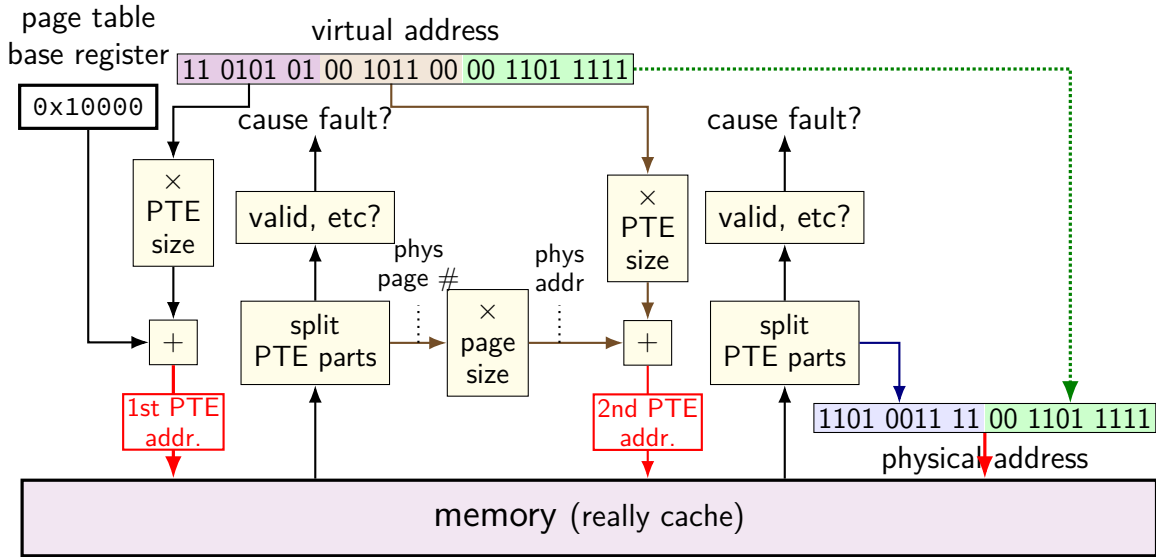 page table
base register
virtual address
11 0101 01 00 1011 00 00 1101 1111
0x10000
cause fault?
cause fault?
×
PTE
size
valid, etc?
×
PTE
size
valid, etc?
phys
page #
phys
addr
+
split
PTE parts
×
page
size
+
split
PTE parts
1st PTE
addr.
2nd PTE
addr.
1101 0011 11 00 1101 1111
physical address
memory (really cache)